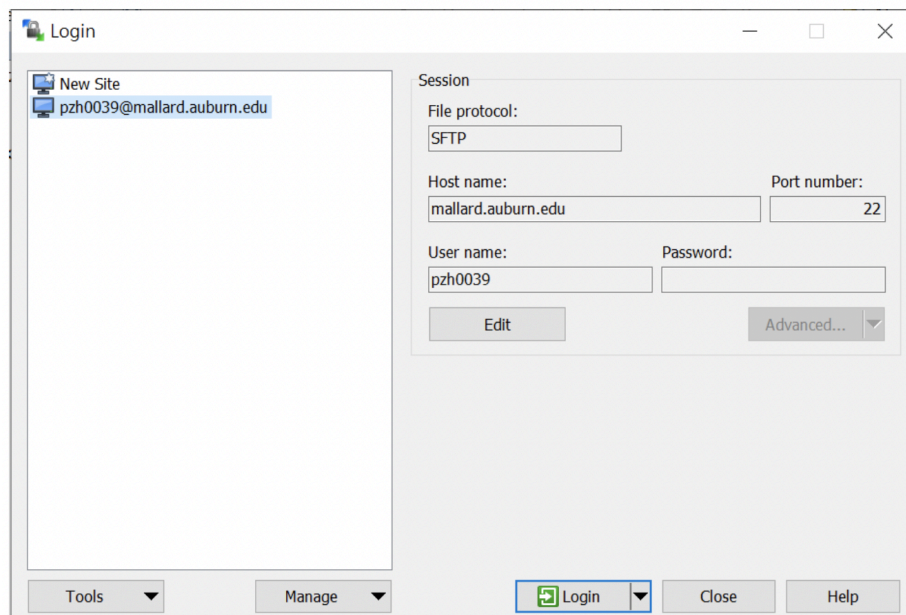 Login
New Site
pzh0039@mallard.auburn.edu
Session
File protocol:
SFTP
Host name: Port number:
mallard.auburn.edu 22
User name: Password:
pzh0039
Edit Advanced...
Tools Manage Login Close Help